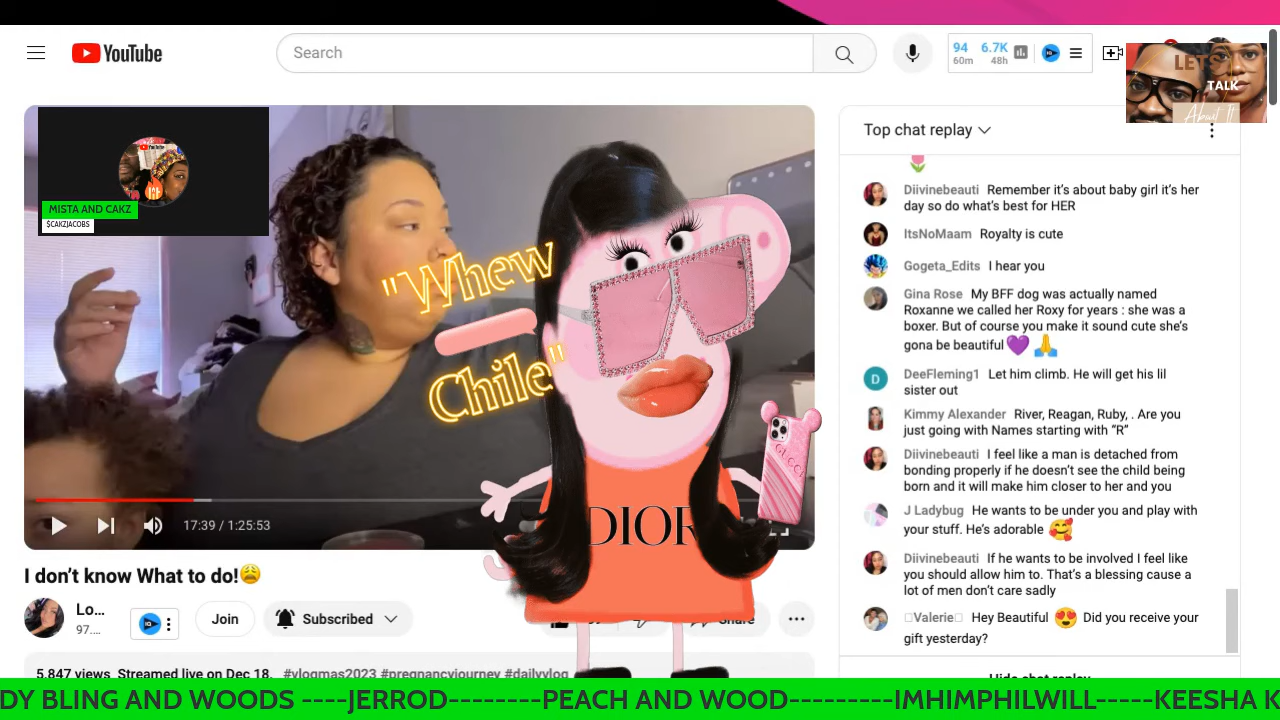 YouTube
Search
94
60m
6.7K
48h
LETS
TALK
About It
MISTA AND CAKZ
$CAKZJACOBS
"Whew
Chile"
GUCCI
DIOR
17:39 / 1:25:53
I don't know What to do!😩
Lo...
97....
Join
Subscribed
Share
5,847 views Streamed live on Dec 18, #vlogmas2023 #pregnancyjourney #dailyvlog
Top chat replay
Diivinebeauti Remember it's about baby girl it's her
day so do what's best for HER
ItsNoMaam Royalty is cute
Gogeta_Edits I hear you
Gina Rose My BFF dog was actually named
Roxanne we called her Roxy for years : she was a
boxer. But of course you make it sound cute she's
gona be beautiful💜🙏
D
DeeFleming1 Let him climb. He will get his lil
sister out
Kimmy Alexander River, Reagan, Ruby, . Are you
just going with Names starting with "R"
Diivinebeauti I feel like a man is detached from
bonding properly if he doesn't see the child being
born and it will make him closer to her and you
J Ladybug He wants to be under you and play with
your stuff. He's adorable 🥰
Diivinebeauti If he wants to be involved I feel like
you should allow him to. That's a blessing cause a
lot of men don't care sadly
□Valerie□ Hey Beautiful 😍 Did you receive your
gift yesterday?
Hide chat replay
DY BLING AND WOODS ----JERROD--------PEACH AND WOOD---------IMHIMPHILWILL-----KEESHA K